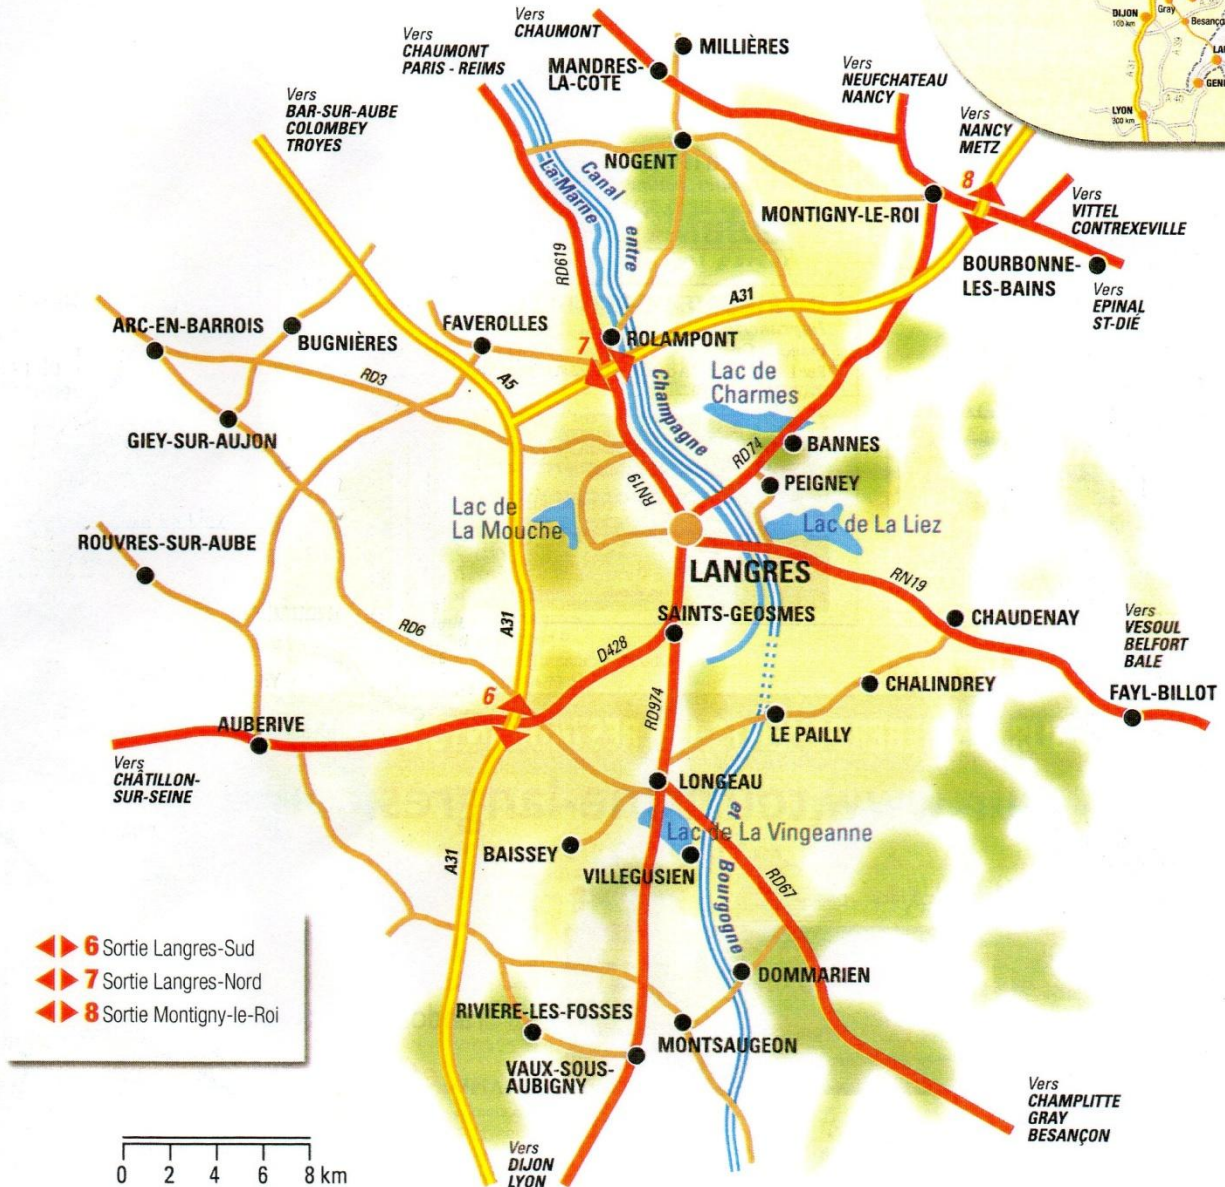 Vers
CHAUMONT
Vers
CHAUMONT
PARIS - REIMS
MILLIÈRES
MANDRES-
LA-COTE
Vers
NEUFCHATEAU
NANCY
DIJON
100 km
Gray
A 39
A 31
A 40
LYON
300 km
Vers
BAR-SUR-AUBE
COLOMBEY
TROYES
Vers
NANCY
METZ
NOGENT
La Marne
Canal
entre
Champagne
et
Bourgogne
8
MONTIGNY-LE-ROI
Vers
VITTEL
CONTREXEVILLE
BOURBONNE-
LES-BAINS
Vers
EPINAL
ST-DIÉ
RD619
A31
ARC-EN-BARROIS
BUGNIÈRES
FAVEROLLES
7
ROLAMPONT
RD3
A5
Lac de
Charmes
GIEY-SUR-AUJON
BANNES
RD74
PEIGNEY
RN19
Lac de
La Mouche
Lac de La Liez
ROUVRES-SUR-AUBE
LANGRES
RN19
SAINTS-GEOSMES
CHAUDENAY
Vers
VESOUL
BELFORT
BALE
RD6
A31
D428
CHALINDREY
FAYL-BILLOT
6
RD974
AUBERIVE
LE PAILLY
Vers
CHÂTILLON-
SUR-SEINE
LONGEAU
Lac de La Vingeanne
BAISSEY
VILLEGUSIEN
A31
RD67
6 Sortie Langres-Sud
7 Sortie Langres-Nord
8 Sortie Montigny-le-Roi
DOMMARIEN
RIVIERE-LES-FOSSES
MONTSAUGEON
VAUX-SOUS-
AUBIGNY
Vers
CHAMPLITTE
GRAY
BESANÇON
Vers
DIJON
LYON
0 2 4 6 8 km